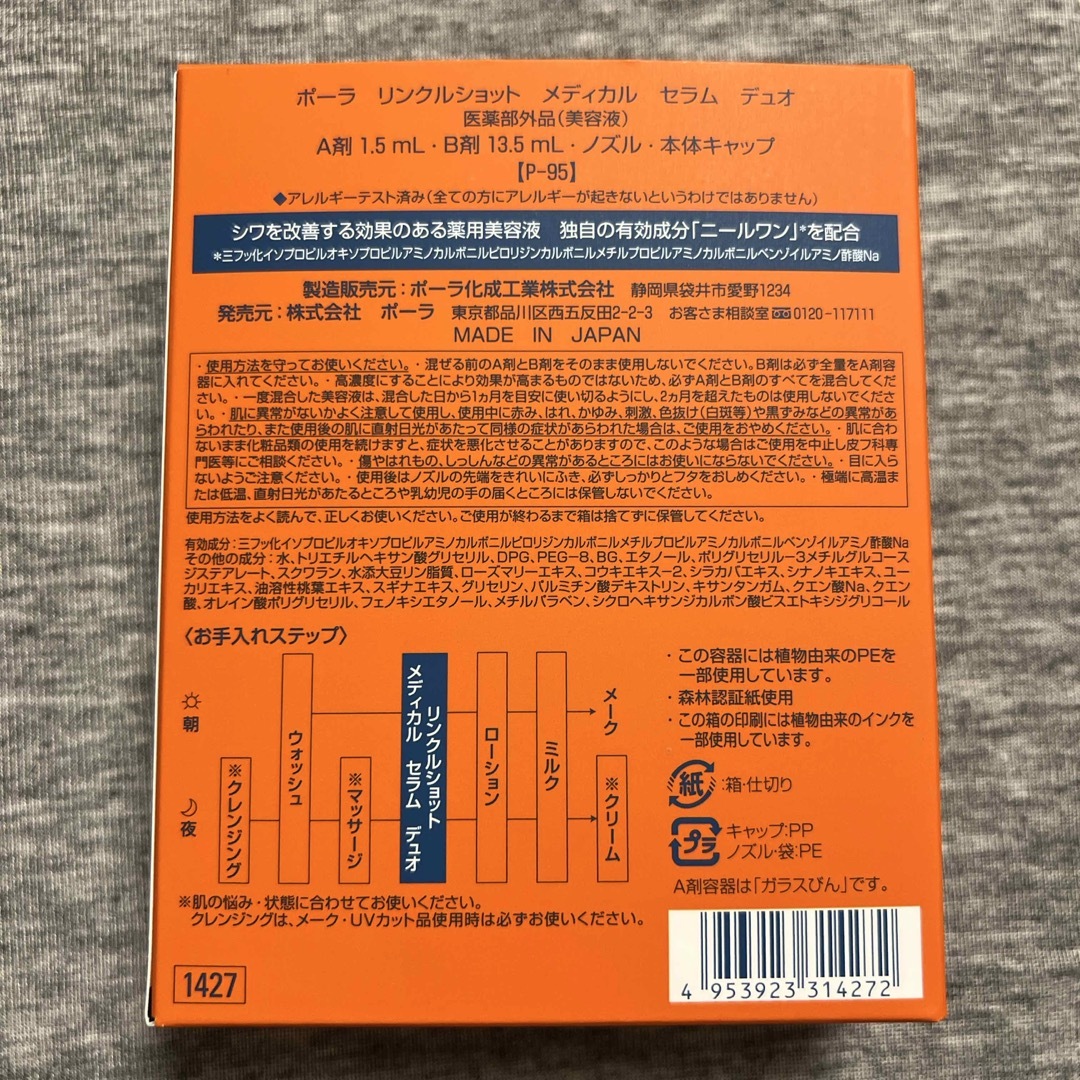 ポーラ リンクルショット メディカル セラム デュオ
医薬部外品(美容液)
A剤 1.5 mL・B剤 13.5 mL・ノズル・本体キャップ
【P-95】
◆アレルギーテスト済み(全ての方にアレルギーが起きないというわけではありません)
シワを改善する効果のある薬用美容液 独自の有効成分「ニールワン」*を配合
*三フッ化イソプロピルオキソプロピルアミノカルボニルピロリジンカルボニルメチルプロピルアミノカルボニルベンゾイルアミノ酢酸Na
製造販売元:ポーラ化成工業株式会社 静岡県袋井市愛野1234
発売元:株式会社 ポーラ 東京都品川区西五反田2-2-3 お客さま相談室 0120-117111
MADE IN JAPAN
・使用方法を守ってお使いください。・混ぜる前のA剤とB剤をそのまま使用しないでください。B剤は必ず全量をA剤容
器に入れてください。・高濃度にすることにより効果が高まるものではないため、必ずA剤とB剤のすべてを混合してくだ
さい。・一度混合した美容液は、混合した日から1ヵ月を目安に使い切るようにし、2ヵ月を超えたものは使用しないでくだ
さい。・肌に異常がないかよく注意して使用し、使用中に赤み、はれ、かゆみ、刺激、色抜け(白斑等)や黒ずみなどの異常があ
らわれたり、また使用後の肌に直射日光があたって同様の症状があらわれた場合は、ご使用をおやめください。・肌に合わ
ないまま化粧品類の使用を続けますと、症状を悪化させることがありますので、このような場合はご使用を中止し皮フ科専
門医等にご相談ください。・傷やはれもの、しっしんなどの異常があるところにはお使いにならないでください。・目に入らな
いようご注意ください。・使用後はノズルの先端をきれいにふき、必ずしっかりとフタをおしめください。・極端に高温ま
たは低温、直射日光があたるところや乳幼児の手の届くところには保管しないでください。
使用方法をよく読んで、正しくお使いください。ご使用が終わるまで箱は捨てずに保管してください。
有効成分:三フッ化イソプロピルオキソプロピルアミノカルボニルピロリジンカルボニルメチルプロピルアミノカルボニルベンゾイルアミノ酢酸Na
その他の成分:水、トリエチルヘキサン酸グリセリル、DPG、PEG-8、BG、エタノール、ポリグリセリル-3メチルグルコース
ジステアレート、スクワラン、水添大豆リン脂質、ローズマリーエキス、コウキエキス-2、シラカバエキス、シナノキエキス、ユー
カリエキス、油溶性桃葉エキス、スギナエキス、グリセリン、パルミチン酸デキストリン、キサンタンガム、クエン酸Na、クエン
酸、オレイン酸ポリグリセリル、フェノキシエタノール、メチルパラベン、シクロヘキサンジカルボン酸ビスエトキシジグリコール
〈お手入れステップ〉
朝
夜
※クレンジング
ウォッシュ
※マッサージ
リンクルショット
メディカル セラム デュオ
ローション
ミルク
メーク
※クリーム
※肌の悩み・状態に合わせてお使いください。
クレンジングは、メーク・UVカット品使用時は必ずお使いください。
・この容器には植物由来のPEを
一部使用しています。
・森林認証紙使用
・この箱の印刷には植物由来のインクを
一部使用しています。
紙 :箱・仕切り
プラ キャップ:PP
ノズル・袋:PE
A剤容器は「ガラスびん」です。
1427
4 953923 314272